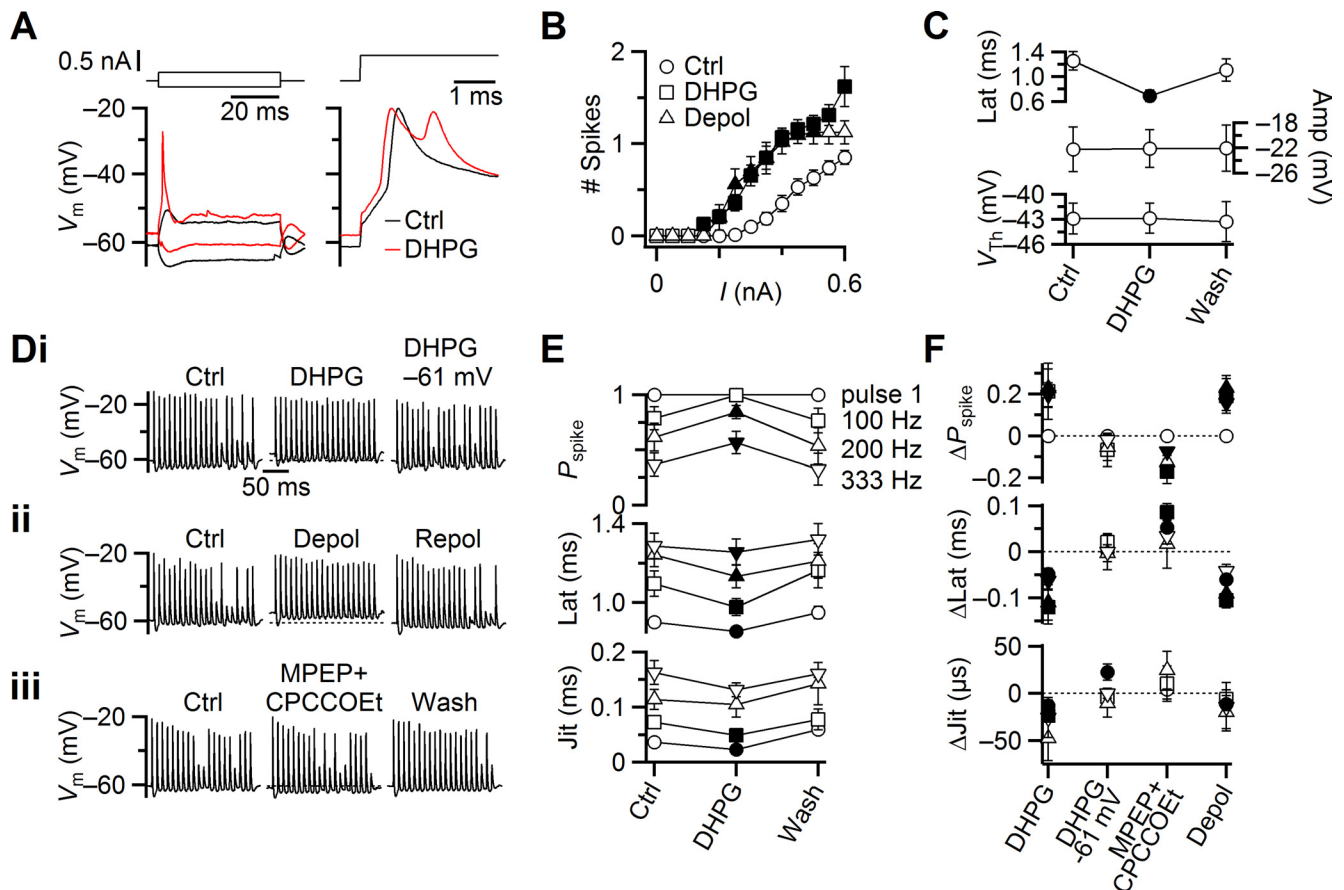 A
0.5 nA
20 ms
1 ms
−20
−40
−60
Vm (mV)
Ctrl
DHPG
B
2
1
0
# Spikes
Ctrl
DHPG
Depol
0
0.6
I (nA)
C
Lat (ms)
1.4
1.0
0.6
Amp (mV)
−18
−22
−26
VTh (mV)
−40
−43
−46
Ctrl
DHPG
Wash
Di
Vm (mV)
−20
−60
Ctrl
DHPG
DHPG
−61 mV
50 ms
ii
Vm (mV)
−20
−60
Ctrl
Depol
Repol
iii
Vm (mV)
−20
−60
Ctrl
MPEP+
CPCCOEt
Wash
E
Pspike
1
0
pulse 1
100 Hz
200 Hz
333 Hz
Lat (ms)
1.4
1.0
Jit (ms)
0.2
0.1
0
Ctrl
DHPG
Wash
F
ΔPspike
0.2
0
−0.2
ΔLat (ms)
0.1
0
−0.1
ΔJit (μs)
50
0
−50
DHPG
DHPG
-61 mV
MPEP+
CPCCOEt
Depol